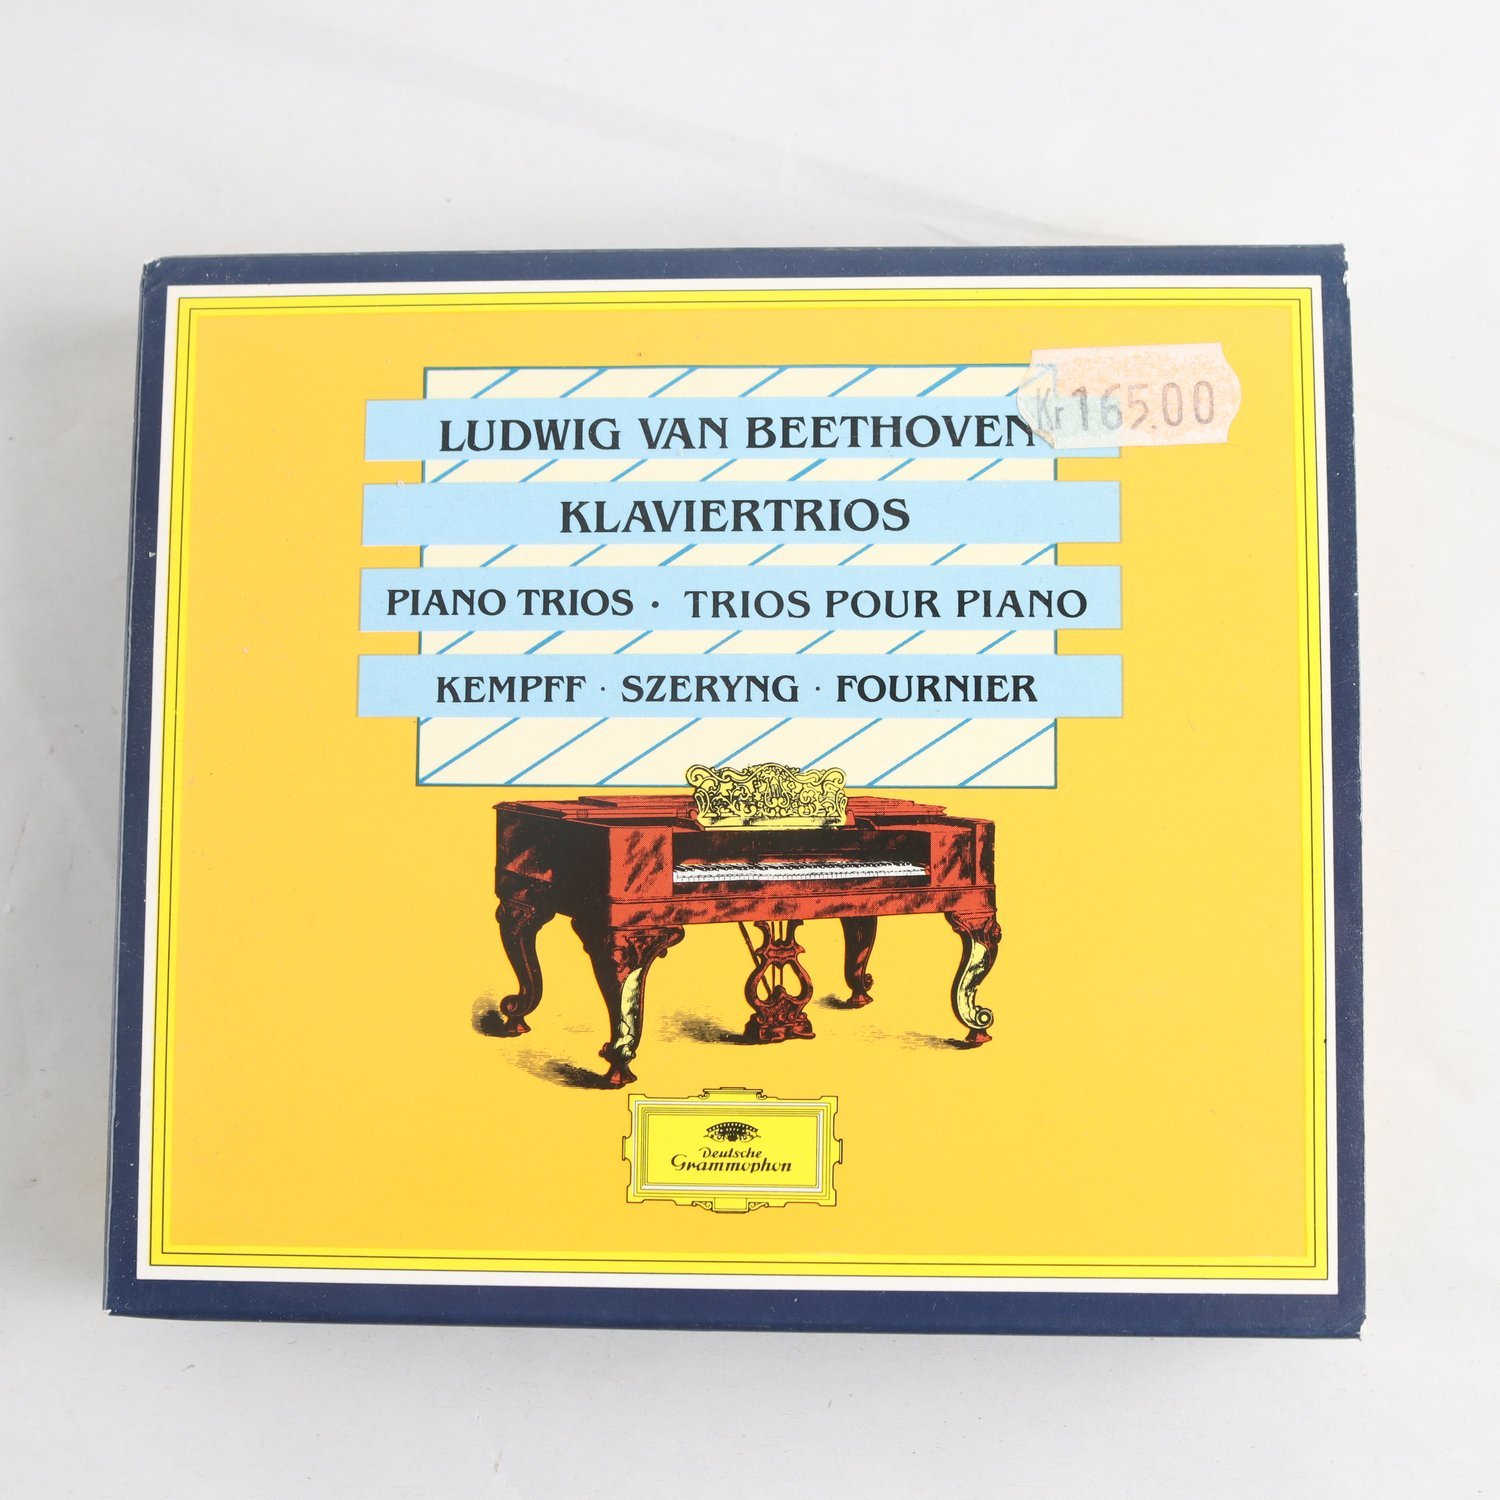 LUDWIG VAN BEETHOVEN
Kr 165.00
KLAVIERTRIOS
PIANO TRIOS · TRIOS POUR PIANO
KEMPFF · SZERYNG · FOURNIER
Deutsche
Grammophon